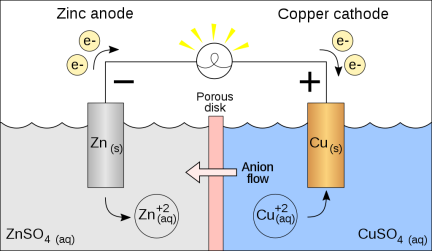 Zinc anode
Copper cathode
e-
e-
e-
e-
−
+
Porous
disk
Zn (s)
Cu (s)
Anion
flow
Zn+2 (aq)
Cu+2 (aq)
ZnSO4 (aq)
CuSO4 (aq)